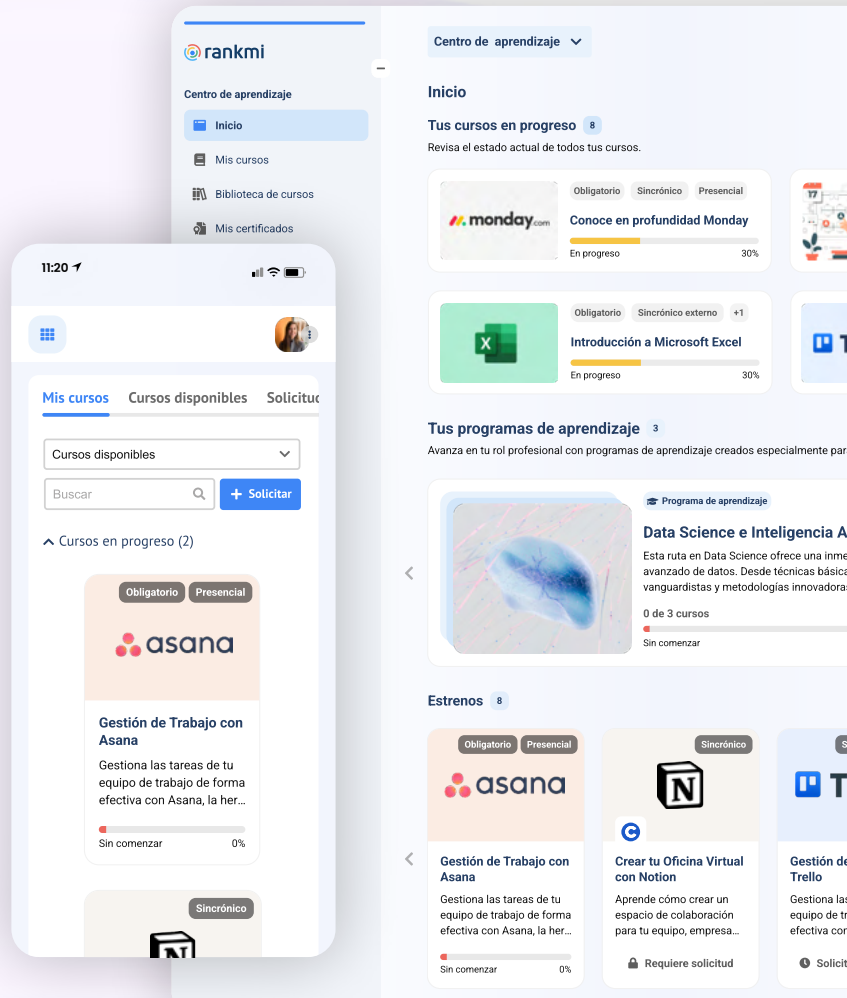 rankmi
Centro de aprendizaje
Inicio
Mis cursos
Biblioteca de cursos
Mis certificados
Centro de aprendizaje
Inicio
Tus cursos en progreso 8
Revisa el estado actual de todos tus cursos.
monday.com
Obligatorio Sincrónico Presencial
Conoce en profundidad Monday
En progreso 30%
17
X
Obligatorio Sincrónico externo +1
Introducción a Microsoft Excel
En progreso 30%
T
Tus programas de aprendizaje 3
Avanza en tu rol profesional con programas de aprendizaje creados especialmente par
Programa de aprendizaje
Data Science e Inteligencia A
Esta ruta en Data Science ofrece una inme
avanzado de datos. Desde técnicas básica
vanguardistas y metodologías innovadoras
0 de 3 cursos
Sin comenzar
Estrenos 8
Obligatorio Presencial
asana
Gestión de Trabajo con
Asana
Gestiona las tareas de tu
equipo de trabajo de forma
efectiva con Asana, la her...
Sin comenzar 0%
Sincrónico
N
C
Crear tu Oficina Virtual
con Notion
Aprende cómo crear un
espacio de colaboración
para tu equipo, empresa...
Requiere solicitud
S
T
Gestión de
Trello
Gestiona las
equipo de tr
efectiva con
Solicit
11:20
Mis cursos Cursos disponibles Solicitud
Cursos disponibles
Buscar
+ Solicitar
Cursos en progreso (2)
Obligatorio Presencial
asana
Gestión de Trabajo con
Asana
Gestiona las tareas de tu
equipo de trabajo de forma
efectiva con Asana, la her...
Sin comenzar 0%
Sincrónico
N